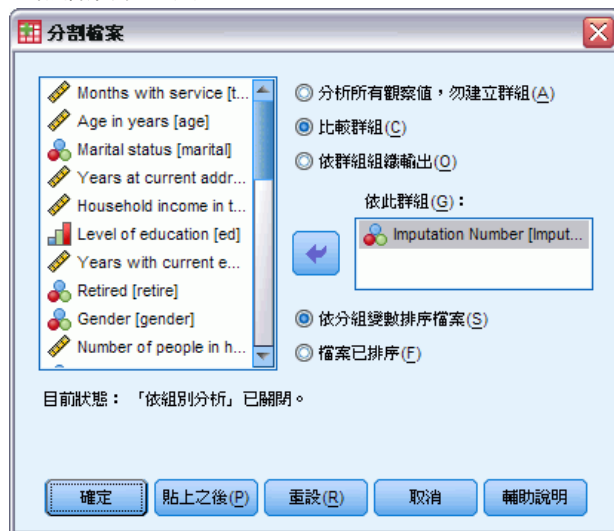 分割檔案
Months with service [t...
Age in years [age]
Marital status [marital]
Years at current addr...
Household income in t...
Level of education [ed]
Years with current e...
Retired [retire]
Gender [gender]
Number of people in h...
分析所有觀察值，勿建立群組(A)
比較群組(C)
依群組組織輸出(O)
依此群組(G)：
Imputation Number [Imput...
依分組變數排序檔案(S)
檔案已排序(F)
目前狀態：「依組別分析」已關閉。
確定 貼上之後(P) 重設(R) 取消 輔助說明